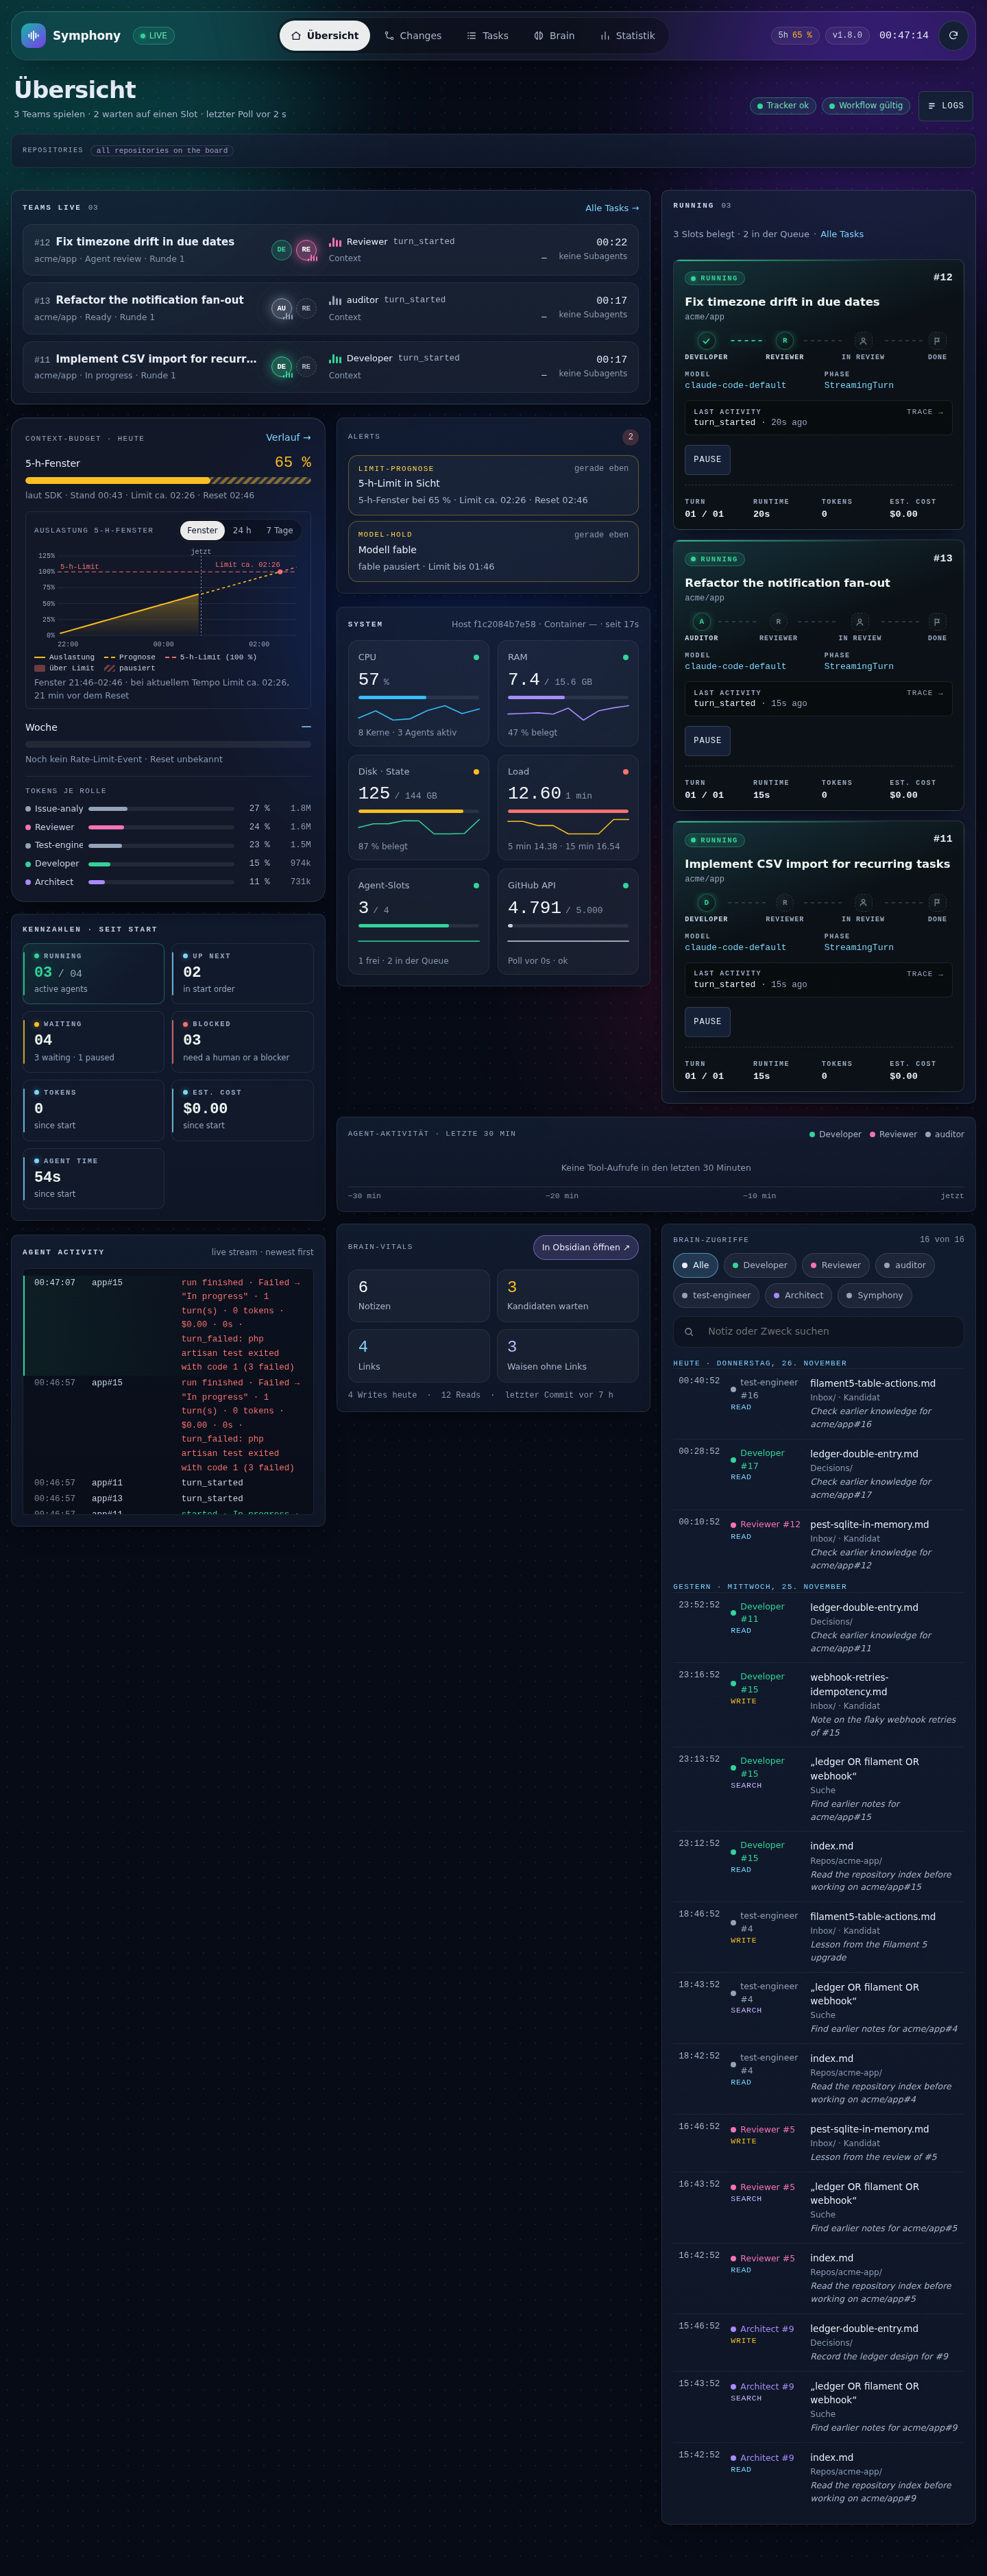 Symphony
LIVE
Übersicht
Changes
Tasks
Brain
Statistik
5h 65 %
v1.8.0
00:47:14
Übersicht
3 Teams spielen · 2 warten auf einen Slot · letzter Poll vor 2 s
Tracker ok
Workflow gültig
LOGS
REPOSITORIES
all repositories on the board
TEAMS LIVE 03
Alle Tasks →
#12 Fix timezone drift in due dates
acme/app · Agent review · Runde 1
DE
RE
Reviewer turn_started
00:22
Context
—
keine Subagents
#13 Refactor the notification fan-out
acme/app · Ready · Runde 1
AU
RE
auditor turn_started
00:17
Context
—
keine Subagents
#11 Implement CSV import for recurr…
acme/app · In progress · Runde 1
DE
RE
Developer turn_started
00:17
Context
—
keine Subagents
CONTEXT-BUDGET · HEUTE
Verlauf →
5-h-Fenster
65 %
laut SDK · Stand 00:43 · Limit ca. 02:26 · Reset 02:46
AUSLASTUNG 5-H-FENSTER
Fenster
24 h
7 Tage
jetzt
125%
100%
75%
50%
25%
0%
5-h-Limit
Limit ca. 02:26
22:00
00:00
02:00
Auslastung
Prognose
5-h-Limit (100 %)
über Limit
pausiert
Fenster 21:46–02:46 · bei aktuellem Tempo Limit ca. 02:26,
21 min vor dem Reset
Woche
—
Noch kein Rate-Limit-Event · Reset unbekannt
TOKENS JE ROLLE
Issue-analy 27 % 1.8M
Reviewer 24 % 1.6M
Test-engine 23 % 1.5M
Developer 15 % 974k
Architect 11 % 731k
ALERTS
2
LIMIT-PROGNOSE
gerade eben
5-h-Limit in Sicht
5-h-Fenster bei 65 % · Limit ca. 02:26 · Reset 02:46
MODEL-HOLD
gerade eben
Modell fable
fable pausiert · Limit bis 01:46
SYSTEM
Host f1c2084b7e58 · Container — · seit 17s
CPU
57 %
8 Kerne · 3 Agents aktiv
RAM
7.4 / 15.6 GB
47 % belegt
Disk · State
125 / 144 GB
87 % belegt
Load
12.60 1 min
5 min 14.38 · 15 min 16.54
Agent-Slots
3 / 4
1 frei · 2 in der Queue
GitHub API
4.791 / 5.000
Poll vor 0s · ok
KENNZAHLEN · SEIT START
RUNNING
03 / 04
active agents
UP NEXT
02
in start order
WAITING
04
3 waiting · 1 paused
BLOCKED
03
need a human or a blocker
TOKENS
0
since start
EST. COST
$0.00
since start
AGENT TIME
54s
since start
AGENT ACTIVITY
live stream · newest first
00:47:07 app#15 run finished · Failed →
"In progress" · 1
turn(s) · 0 tokens ·
$0.00 · 0s ·
turn_failed: php
artisan test exited
with code 1 (3 failed)
00:46:57 app#15 run finished · Failed →
"In progress" · 1
turn(s) · 0 tokens ·
$0.00 · 0s ·
turn_failed: php
artisan test exited
with code 1 (3 failed)
00:46:57 app#11 turn_started
00:46:57 app#13 turn_started
00:46:57 app#11 started · In progress ·
RUNNING 03
3 Slots belegt · 2 in der Queue · Alle Tasks
RUNNING
#12
Fix timezone drift in due dates
acme/app
R
DEVELOPER
REVIEWER
IN REVIEW
DONE
MODEL
PHASE
claude-code-default
StreamingTurn
LAST ACTIVITY
TRACE →
turn_started · 20s ago
PAUSE
TURN
RUNTIME
TOKENS
EST. COST
01 / 01
20s
0
$0.00
RUNNING
#13
Refactor the notification fan-out
acme/app
A
R
AUDITOR
REVIEWER
IN REVIEW
DONE
MODEL
PHASE
claude-code-default
StreamingTurn
LAST ACTIVITY
TRACE →
turn_started · 15s ago
PAUSE
TURN
RUNTIME
TOKENS
EST. COST
01 / 01
15s
0
$0.00
RUNNING
#11
Implement CSV import for recurring tasks
acme/app
D
R
DEVELOPER
REVIEWER
IN REVIEW
DONE
MODEL
PHASE
claude-code-default
StreamingTurn
LAST ACTIVITY
TRACE →
turn_started · 15s ago
PAUSE
TURN
RUNTIME
TOKENS
EST. COST
01 / 01
15s
0
$0.00
AGENT-AKTIVITÄT · LETZTE 30 MIN
Developer
Reviewer
auditor
Keine Tool-Aufrufe in den letzten 30 Minuten
−30 min
−20 min
−10 min
jetzt
BRAIN-VITALS
In Obsidian öffnen ↗
6
Notizen
3
Kandidaten warten
4
Links
3
Waisen ohne Links
4 Writes heute · 12 Reads · letzter Commit vor 7 h
BRAIN-ZUGRIFFE
16 von 16
Alle
Developer
Reviewer
auditor
test-engineer
Architect
Symphony
Notiz oder Zweck suchen
HEUTE · DONNERSTAG, 26. NOVEMBER
00:40:52
test-engineer
#16
READ
filament5-table-actions.md
Inbox/ · Kandidat
Check earlier knowledge for
acme/app#16
00:28:52
Developer
#17
READ
ledger-double-entry.md
Decisions/
Check earlier knowledge for
acme/app#17
00:10:52
Reviewer #12
READ
pest-sqlite-in-memory.md
Inbox/ · Kandidat
Check earlier knowledge for
acme/app#12
GESTERN · MITTWOCH, 25. NOVEMBER
23:52:52
Developer
#11
READ
ledger-double-entry.md
Decisions/
Check earlier knowledge for
acme/app#11
23:16:52
Developer
#15
WRITE
webhook-retries-
idempotency.md
Inbox/ · Kandidat
Note on the flaky webhook retries
of #15
23:13:52
Developer
#15
SEARCH
„ledger OR filament OR
webhook“
Suche
Find earlier notes for
acme/app#15
23:12:52
Developer
#15
READ
index.md
Repos/acme-app/
Read the repository index before
working on acme/app#15
18:46:52
test-engineer
#4
WRITE
filament5-table-actions.md
Inbox/ · Kandidat
Lesson from the Filament 5
upgrade
18:43:52
test-engineer
#4
SEARCH
„ledger OR filament OR
webhook“
Suche
Find earlier notes for acme/app#4
18:42:52
test-engineer
#4
READ
index.md
Repos/acme-app/
Read the repository index before
working on acme/app#4
16:46:52
Reviewer #5
WRITE
pest-sqlite-in-memory.md
Inbox/ · Kandidat
Lesson from the review of #5
16:43:52
Reviewer #5
SEARCH
„ledger OR filament OR
webhook“
Suche
Find earlier notes for acme/app#5
16:42:52
Reviewer #5
READ
index.md
Repos/acme-app/
Read the repository index before
working on acme/app#5
15:46:52
Architect #9
WRITE
ledger-double-entry.md
Decisions/
Record the ledger design for #9
15:43:52
Architect #9
SEARCH
„ledger OR filament OR
webhook“
Suche
Find earlier notes for acme/app#9
15:42:52
Architect #9
READ
index.md
Repos/acme-app/
Read the repository index before
working on acme/app#9